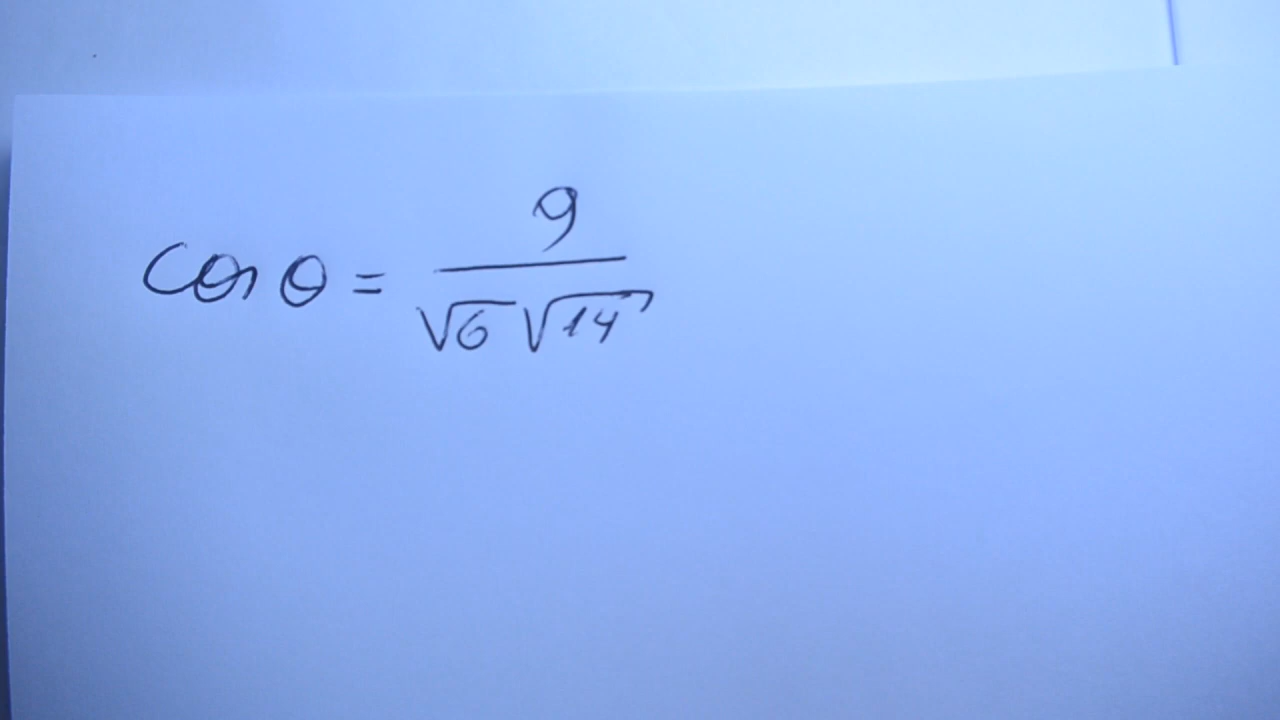 cos θ = 9 / √6 √14